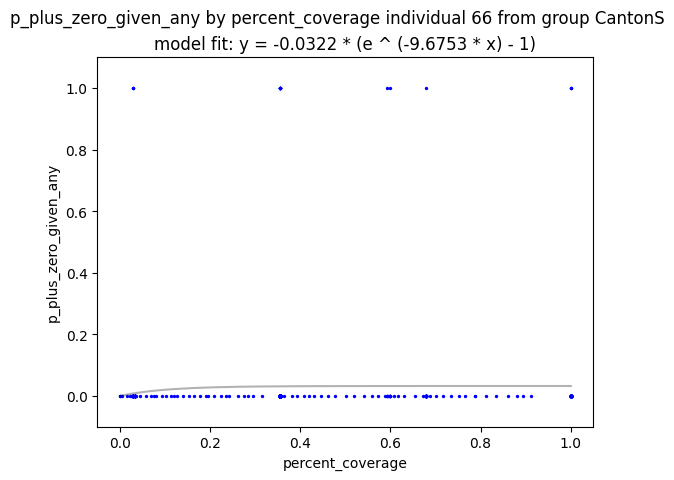 p_plus_zero_given_any by percent_coverage individual 66 from group CantonS
model fit: y = -0.0322 * (e ^ (-9.6753 * x) - 1)
1.0
0.8
0.6
0.4
0.2
0.0
p_plus_zero_given_any
0.0 0.2 0.4 0.6 0.8 1.0
percent_coverage